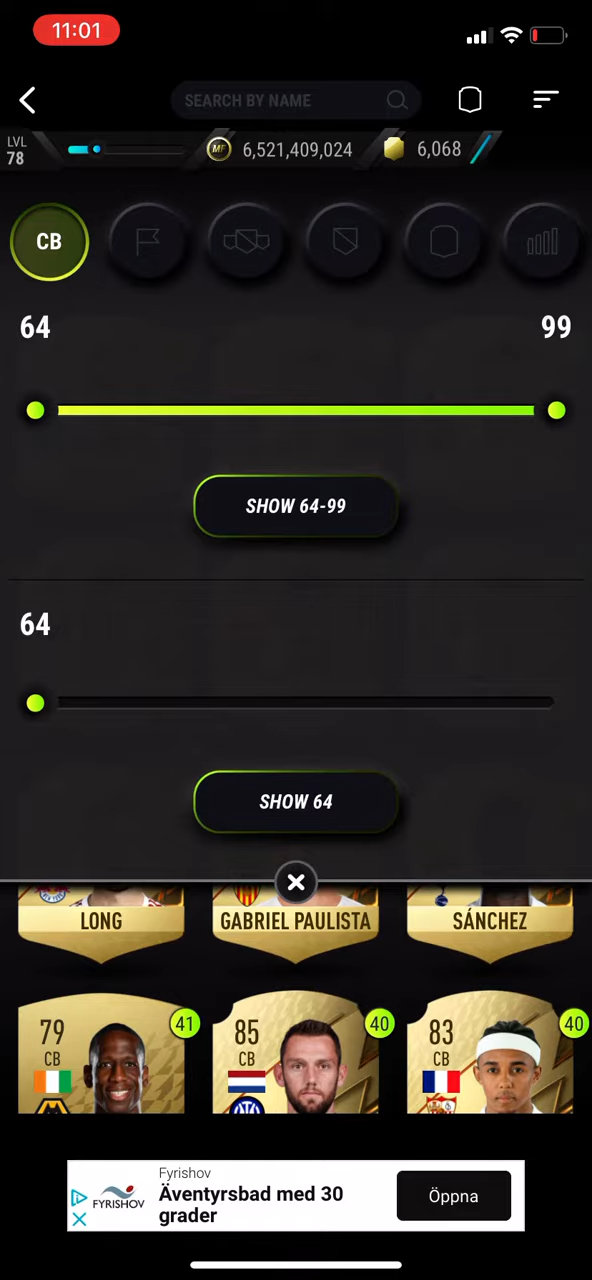 11:01
SEARCH BY NAME
LVL
78
MF
6,521,409,024
6,068
CB
64
99
SHOW 64-99
64
SHOW 64
LONG
GABRIEL PAULISTA
SÁNCHEZ
79
CB
41
85
CB
40
83
CB
40
Fyrishov
FYRISHOV
Äventyrsbad med 30
grader
Öppna